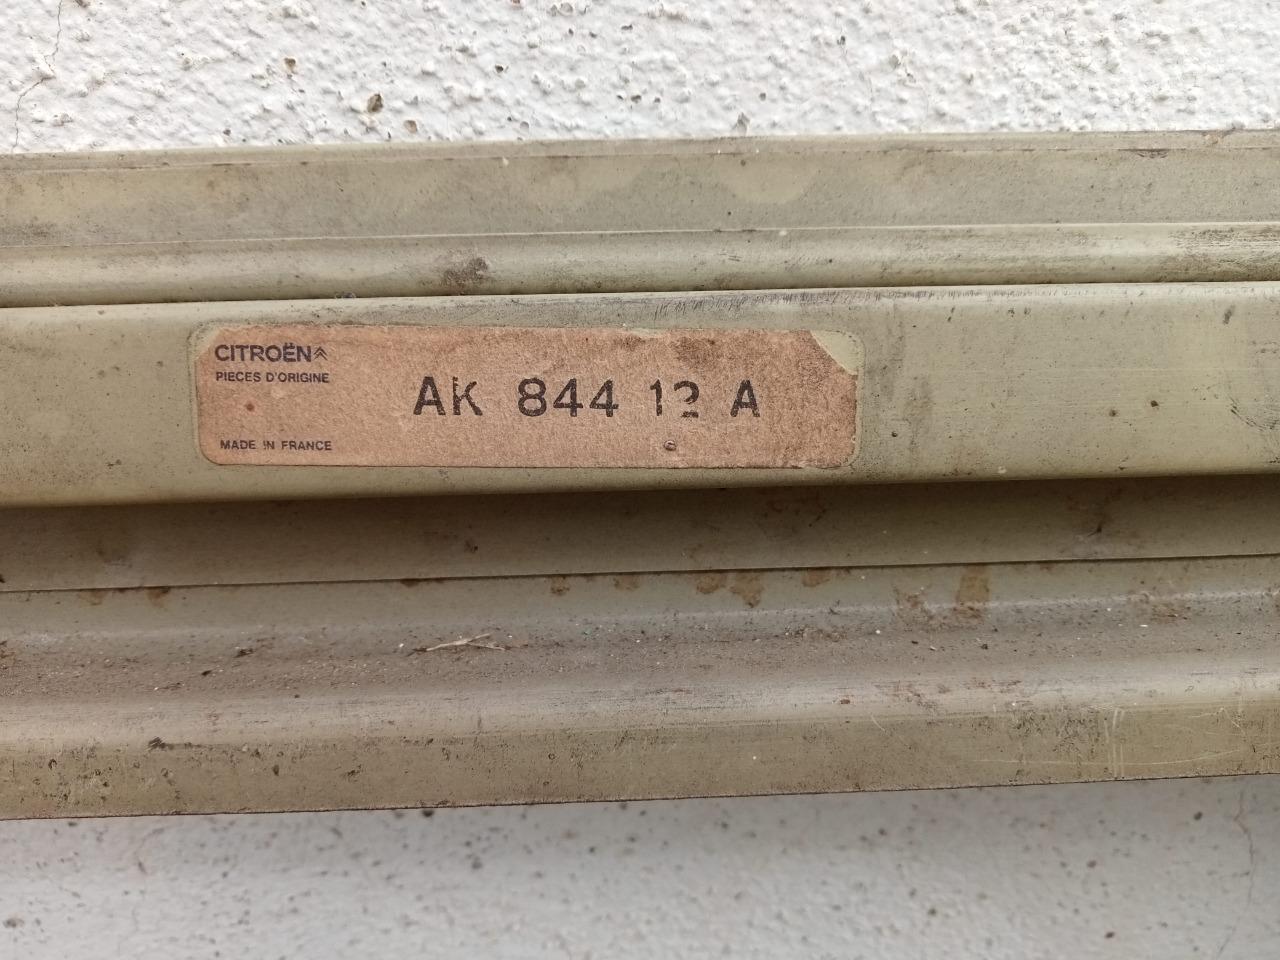 CITROËN
PIECES D'ORIGINE
AK 844 12 A
MADE IN FRANCE